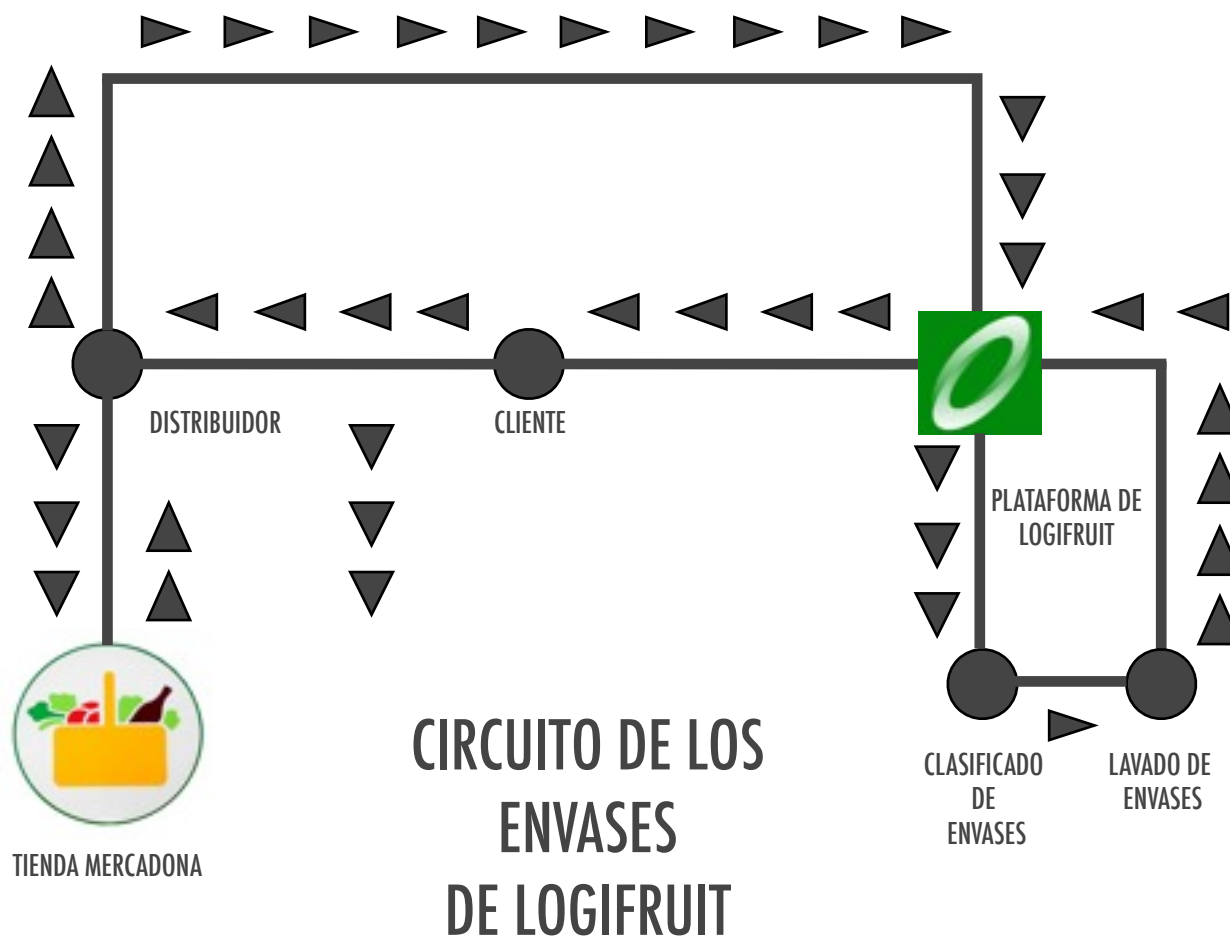 DISTRIBUIDOR
CLIENTE
PLATAFORMA DE
LOGIFRUIT
CLASIFICADO
DE
ENVASES
LAVADO DE
ENVASES
TIENDA MERCADONA
CIRCUITO DE LOS
ENVASES
DE LOGIFRUIT